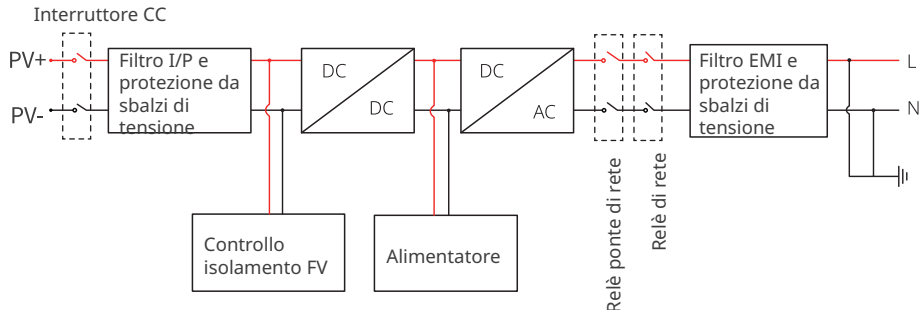 Interruttore CC
PV+
PV-
Filtro I/P e
protezione da
sbalzi di
tensione
DC
DC
DC
AC
Relè ponte di rete
Relè di rete
Filtro EMI e
protezione da
sbalzi di
tensione
L
N
Controllo
isolamento FV
Alimentatore